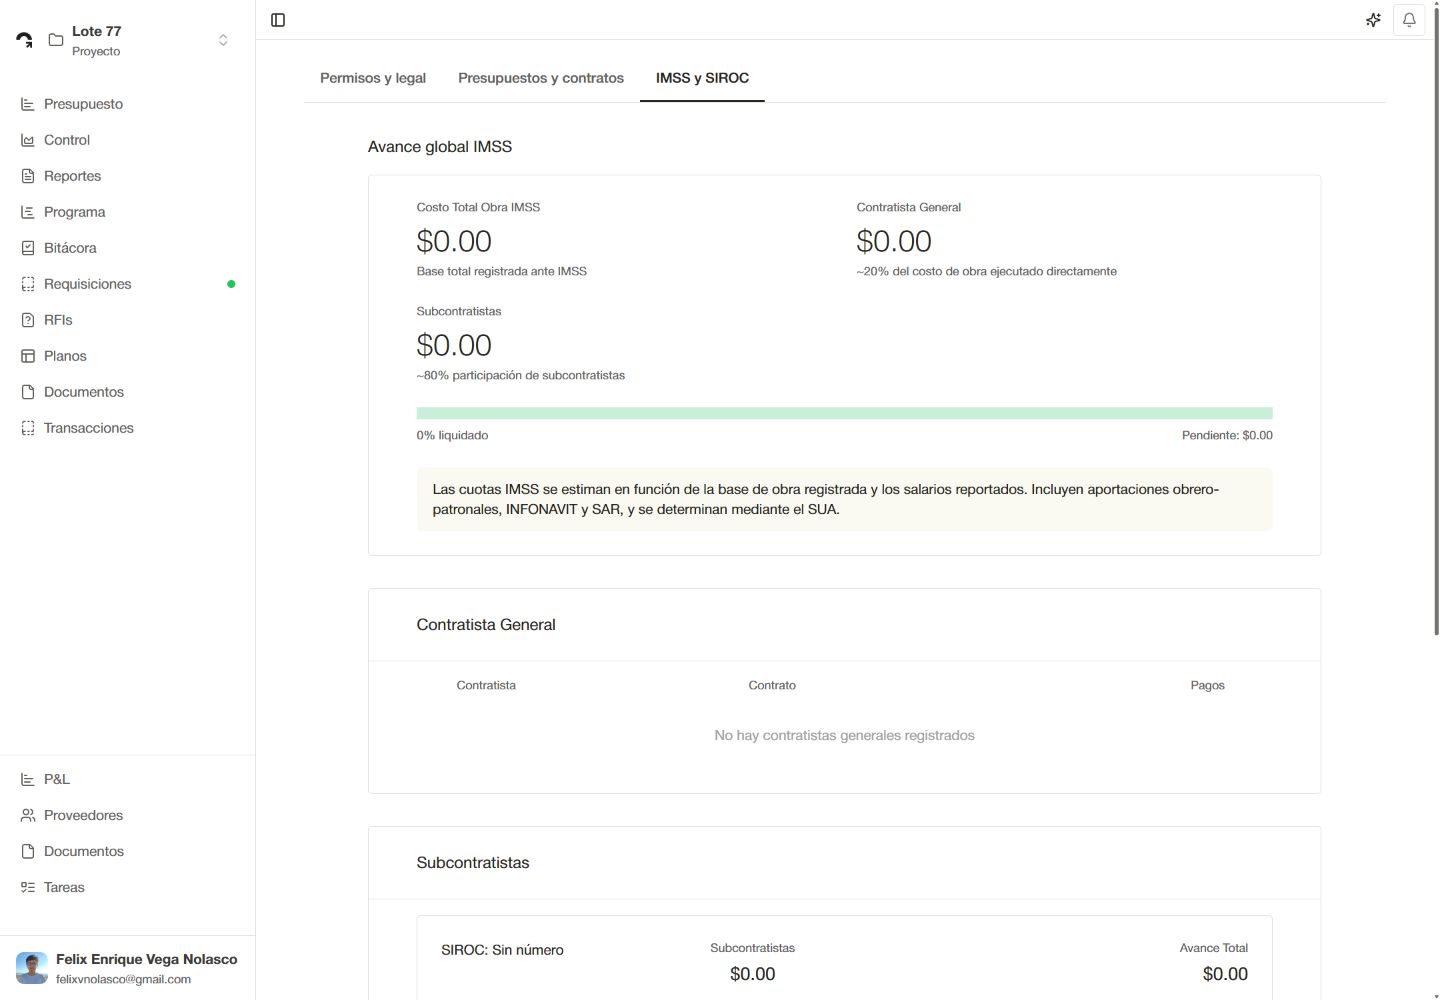 Lote 77
Proyecto
Presupuesto
Control
Reportes
Programa
Bitácora
Requisiciones
RFIs
Planos
Documentos
Transacciones
P&L
Proveedores
Documentos
Tareas
Felix Enrique Vega Nolasco
felixvnolasco@gmail.com
Permisos y legal
Presupuestos y contratos
IMSS y SIROC
Avance global IMSS
Costo Total Obra IMSS
$0.00
Base total registrada ante IMSS
Contratista General
$0.00
~20% del costo de obra ejecutado directamente
Subcontratistas
$0.00
~80% participación de subcontratistas
0% liquidado
Pendiente: $0.00
Las cuotas IMSS se estiman en función de la base de obra registrada y los salarios reportados. Incluyen aportaciones obrero-
patronales, INFONAVIT y SAR, y se determinan mediante el SUA.
Contratista General
Contratista
Contrato
Pagos
No hay contratistas generales registrados
Subcontratistas
SIROC: Sin número
Subcontratistas
$0.00
Avance Total
$0.00